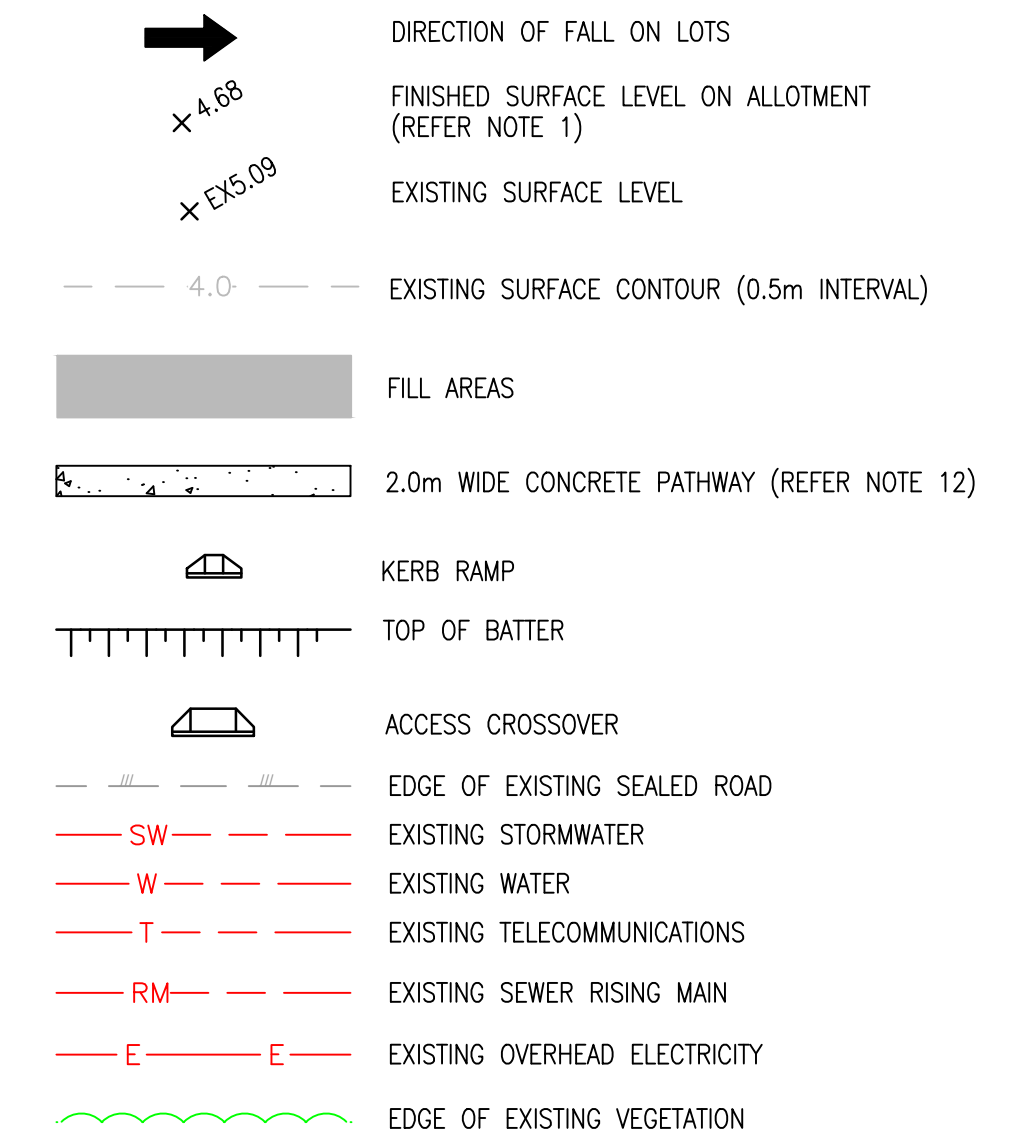 DIRECTION OF FALL ON LOTS
4.68
FINISHED SURFACE LEVEL ON ALLOTMENT
(REFER NOTE 1)
EX5.09
EXISTING SURFACE LEVEL
4.0
EXISTING SURFACE CONTOUR (0.5m INTERVAL)
FILL AREAS
2.0m WIDE CONCRETE PATHWAY (REFER NOTE 12)
KERB RAMP
TOP OF BATTER
ACCESS CROSSOVER
EDGE OF EXISTING SEALED ROAD
SW EXISTING STORMWATER
W EXISTING WATER
T EXISTING TELECOMMUNICATIONS
RM EXISTING SEWER RISING MAIN
E E EXISTING OVERHEAD ELECTRICITY
EDGE OF EXISTING VEGETATION